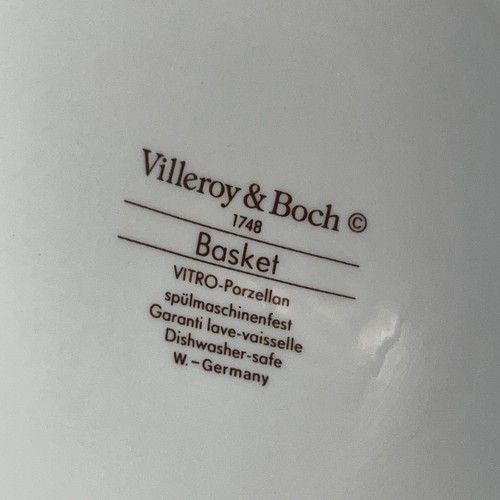 Villeroy & Boch ©
1748
Basket
VITRO-Porzellan
spülmaschinenfest
Garanti lave-vaisselle
Dishwasher-safe
W.-Germany